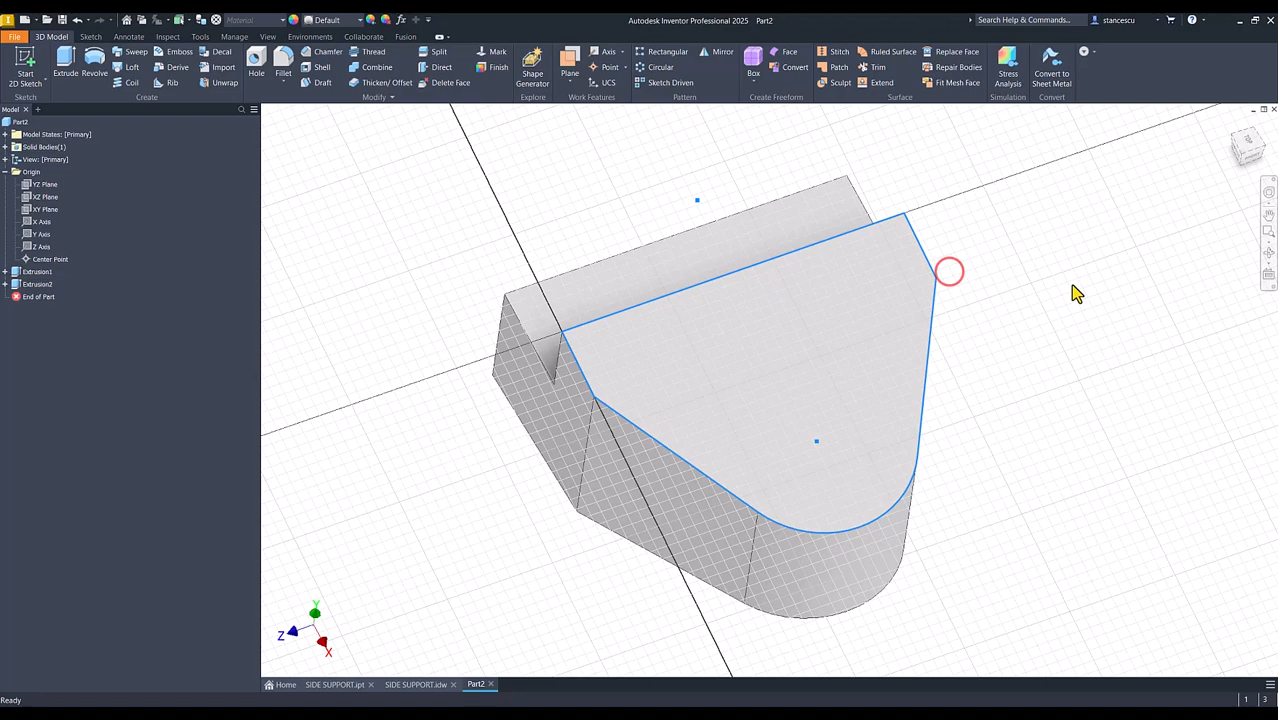 Material
Default
Autodesk Inventor Professional 2025 Part2
Search Help & Commands...
stancescu
File 3D Model Sketch Annotate Inspect Tools Manage View Environments Collaborate Fusion
Start 2D Sketch
Sketch
Extrude Revolve Sweep Emboss Decal
Loft Derive Import
Coil Rib Unwrap
Create
Hole Fillet Chamfer Thread Split
Shell Combine Direct
Draft Thicken/ Offset Delete Face
Modify
Mark
Finish
Shape Generator
Explore
Plane Axis
Point
UCS
Work Features
Rectangular Mirror
Circular
Sketch Driven
Pattern
Box Face
Convert
Create Freeform
Stitch Ruled Surface Replace Face
Patch Trim Repair Bodies
Sculpt Extend Fit Mesh Face
Surface
Stress Analysis
Simulation
Convert to Sheet Metal
Convert
Model
Part2
Model States: [Primary]
Solid Bodies(1)
View: [Primary]
Origin
YZ Plane
XZ Plane
XY Plane
X Axis
Y Axis
Z Axis
Center Point
Extrusion1
Extrusion2
End of Part
Y
Z
X
Home SIDE SUPPORT.ipt SIDE SUPPORT.idw Part2
Ready
1 3